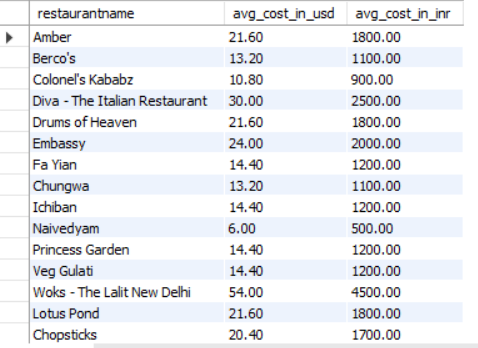 restaurantname avg_cost_in_usd avg_cost_in_inr
Amber 21.60 1800.00
Berco's 13.20 1100.00
Colonel's Kababz 10.80 900.00
Diva - The Italian Restaurant 30.00 2500.00
Drums of Heaven 21.60 1800.00
Embassy 24.00 2000.00
Fa Yian 14.40 1200.00
Chungwa 13.20 1100.00
Ichiban 14.40 1200.00
Naivedyam 6.00 500.00
Princess Garden 14.40 1200.00
Veg Gulati 14.40 1200.00
Woks - The Lalit New Delhi 54.00 4500.00
Lotus Pond 21.60 1800.00
Chopsticks 20.40 1700.00